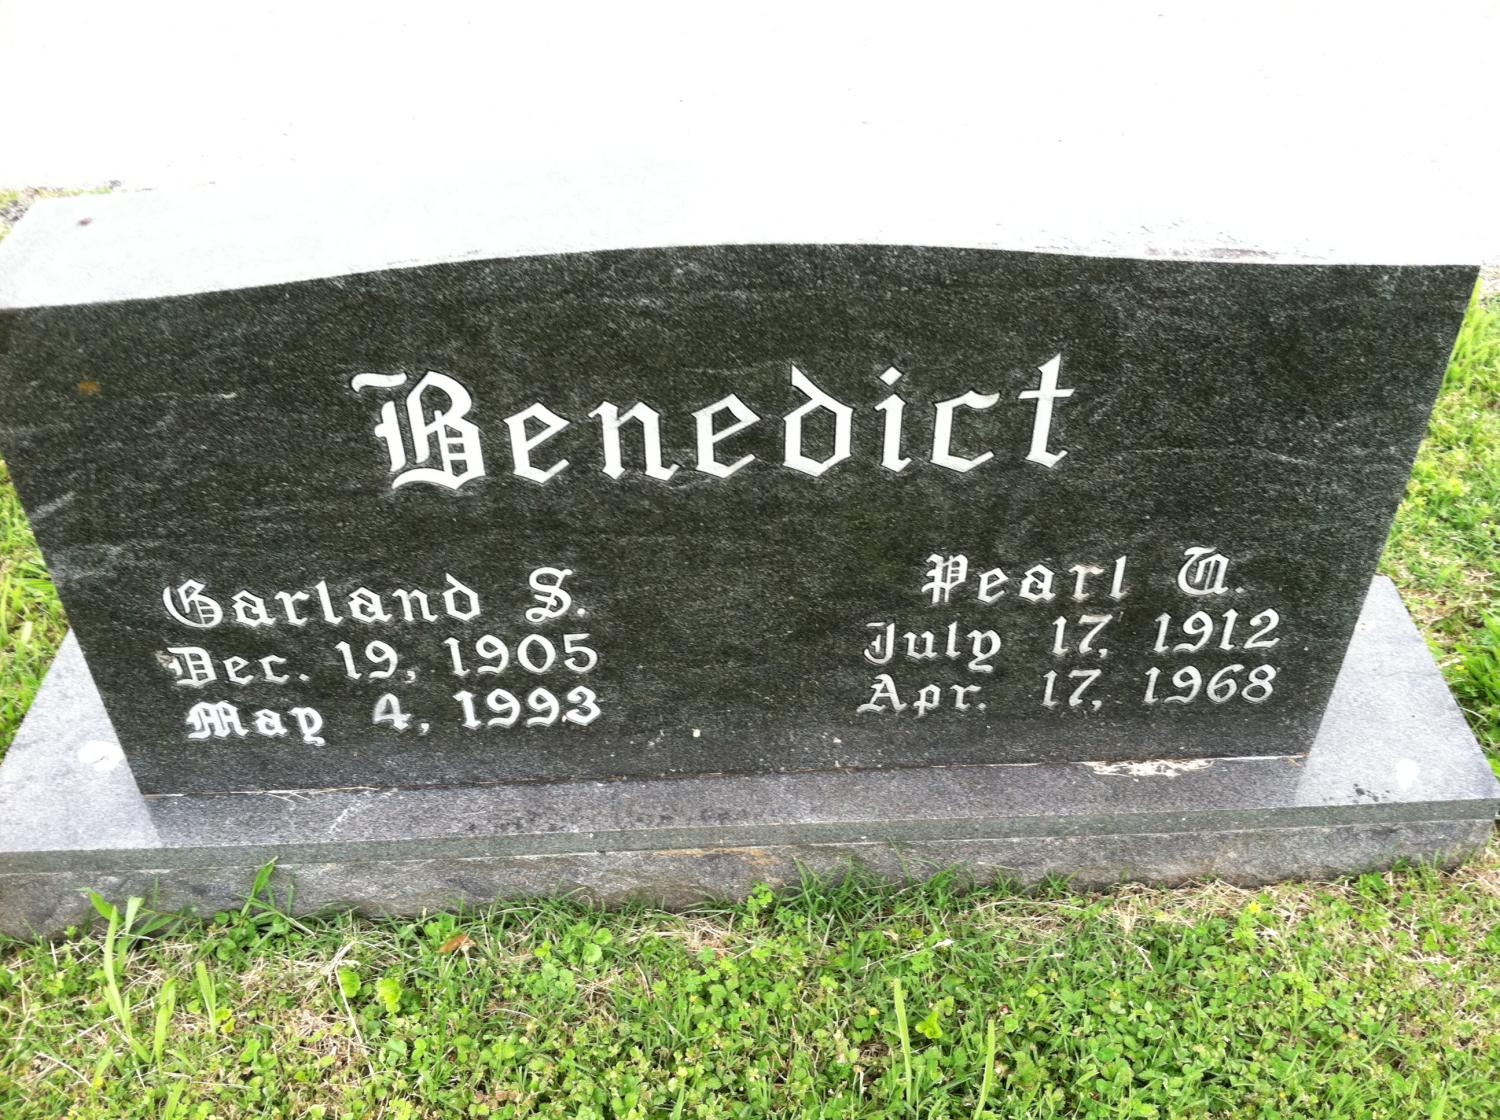 Benedict
Garland S.
Dec. 19, 1905
May 4, 1993
Pearl U.
July 17, 1912
Apr. 17, 1968